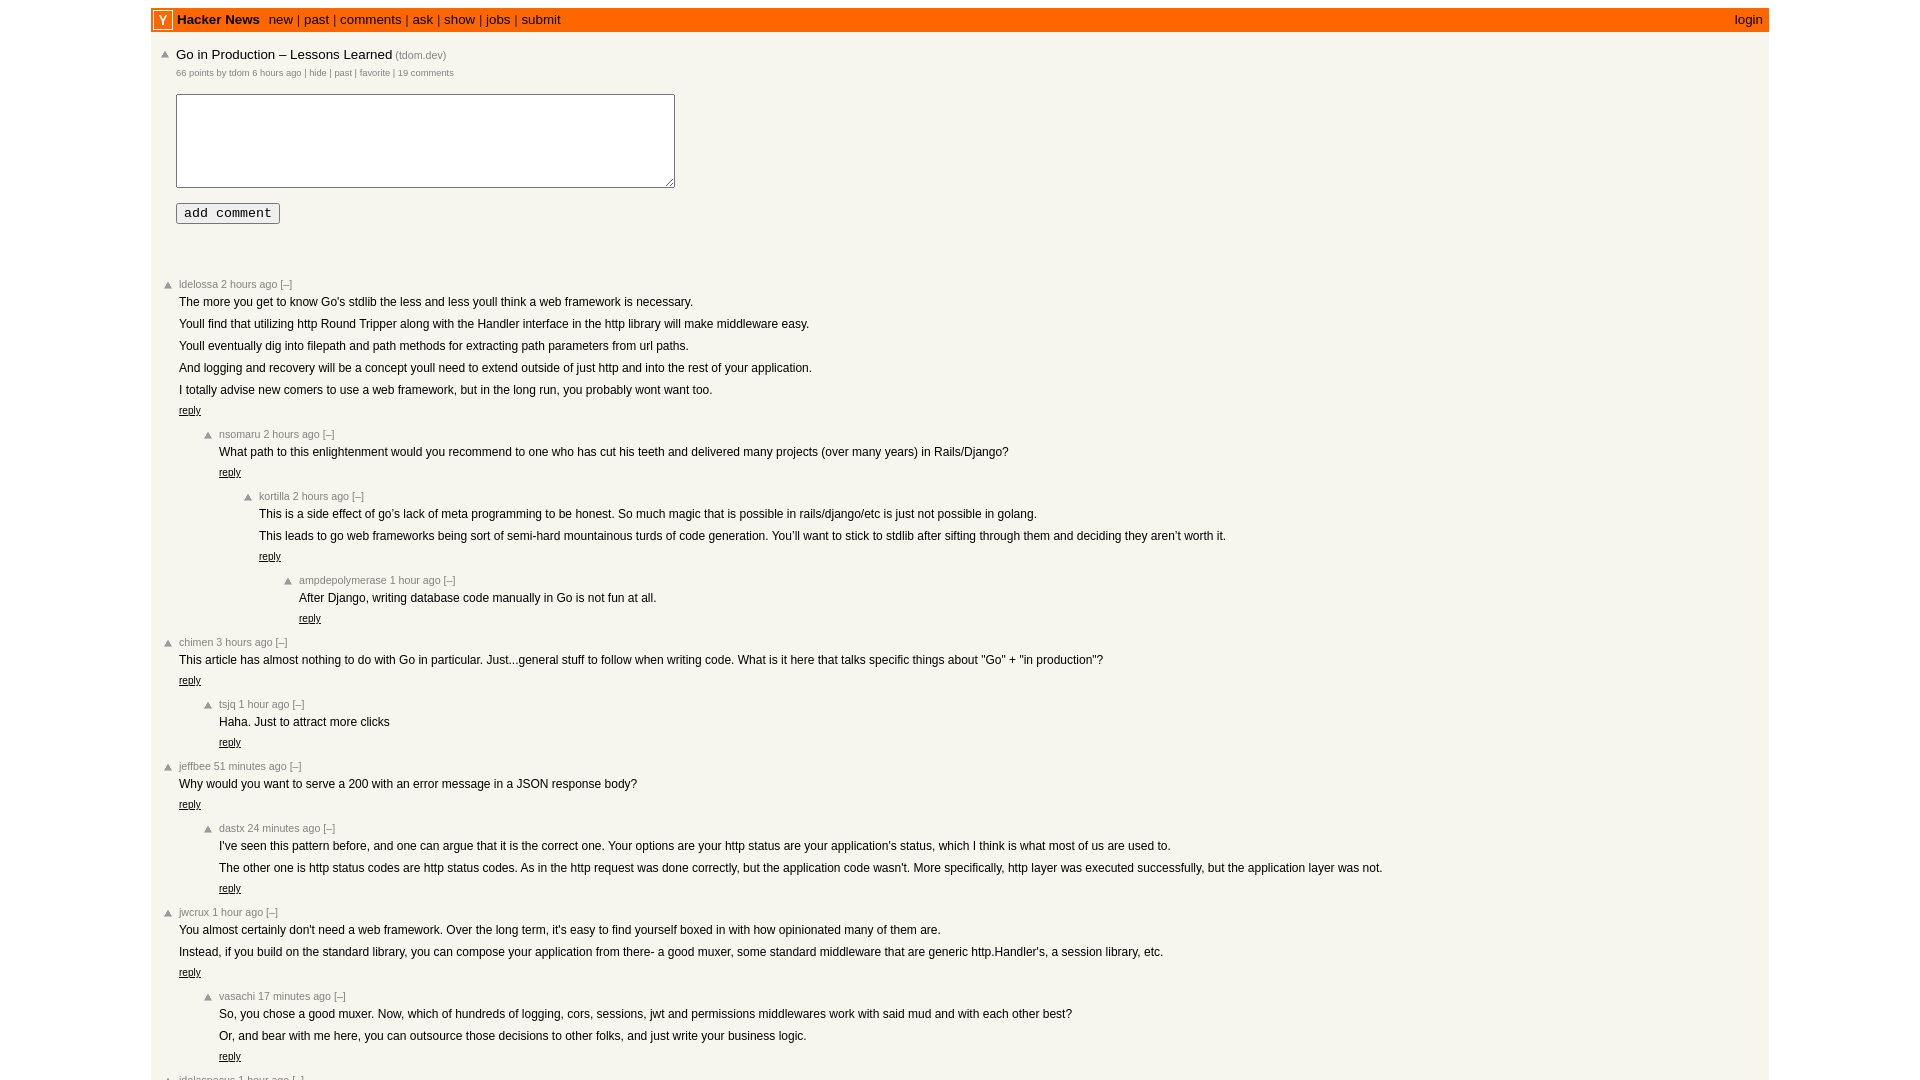 Y Hacker News new | past | comments | ask | show | jobs | submit login
Go in Production – Lessons Learned (tdom.dev)
66 points by tdom 6 hours ago | hide | past | favorite | 19 comments
add comment
ldelossa 2 hours ago [–]
The more you get to know Go's stdlib the less and less youll think a web framework is necessary.
Youll find that utilizing http Round Tripper along with the Handler interface in the http library will make middleware easy.
Youll eventually dig into filepath and path methods for extracting path parameters from url paths.
And logging and recovery will be a concept youll need to extend outside of just http and into the rest of your application.
I totally advise new comers to use a web framework, but in the long run, you probably wont want too.
reply
nsomaru 2 hours ago [–]
What path to this enlightenment would you recommend to one who has cut his teeth and delivered many projects (over many years) in Rails/Django?
reply
kortilla 2 hours ago [–]
This is a side effect of go’s lack of meta programming to be honest. So much magic that is possible in rails/django/etc is just not possible in golang.
This leads to go web frameworks being sort of semi-hard mountainous turds of code generation. You’ll want to stick to stdlib after sifting through them and deciding they aren’t worth it.
reply
ampdepolymerase 1 hour ago [–]
After Django, writing database code manually in Go is not fun at all.
reply
chimen 3 hours ago [–]
This article has almost nothing to do with Go in particular. Just...general stuff to follow when writing code. What is it here that talks specific things about "Go" + "in production"?
reply
tsjq 1 hour ago [–]
Haha. Just to attract more clicks
reply
jeffbee 51 minutes ago [–]
Why would you want to serve a 200 with an error message in a JSON response body?
reply
dastx 24 minutes ago [–]
I've seen this pattern before, and one can argue that it is the correct one. Your options are your http status are your application's status, which I think is what most of us are used to.
The other one is http status codes are http status codes. As in the http request was done correctly, but the application code wasn't. More specifically, http layer was executed successfully, but the application layer was not.
reply
jwcrux 1 hour ago [–]
You almost certainly don't need a web framework. Over the long term, it's easy to find yourself boxed in with how opinionated many of them are.
Instead, if you build on the standard library, you can compose your application from there- a good muxer, some standard middleware that are generic http.Handler's, a session library, etc.
reply
vasachi 17 minutes ago [–]
So, you chose a good muxer. Now, which of hundreds of logging, cors, sessions, jwt and permissions middlewares work with said mud and with each other best?
Or, and bear with me here, you can outsource those decisions to other folks, and just write your business logic.
reply
1 hour ago [–]